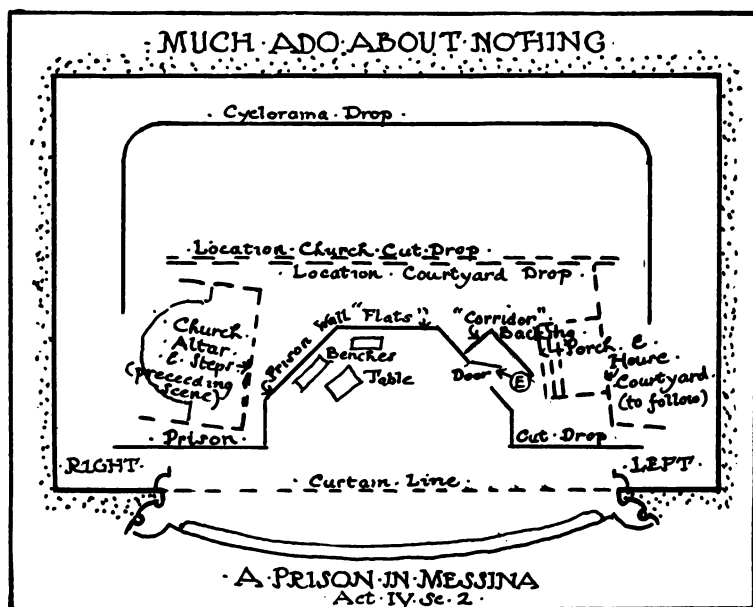 MUCH·ADO·ABOUT·NOTHING
·Cyclorama·Drop·
·Location·Church·Cut·Drop·
·Location·Courtyard·Drop·
Church
Altar
& Steps
(preceeding
scene)
Prison Wall "Flats"
"Corridor"
Backing
Benches
Table
Door
E
Porch &
House
Courtyard
(to follow)
·Prison·
Cut·Drop
RIGHT·
·LEFT·
·Curtain·Line·
·A·PRISON·IN·MESSINA
Act·IV·Sc·2·